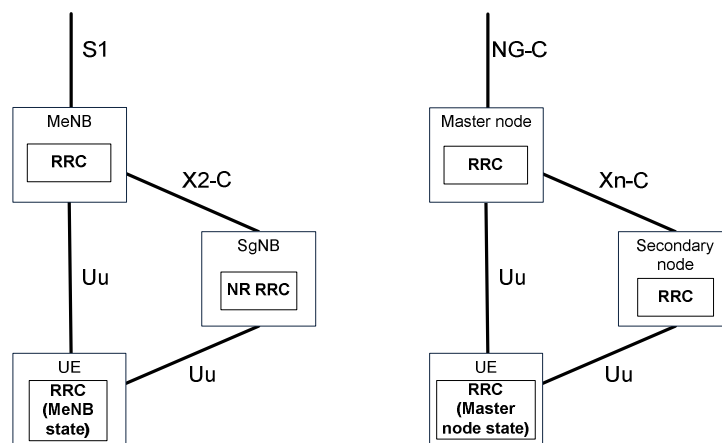 S1
MeNB
RRC
X2-C
SgNB
NR RRC
Uu
Uu
UE
RRC
(MeNB
state)
NG-C
Master node
RRC
Xn-C
Secondary
node
RRC
Uu
Uu
UE
RRC
(Master
node state)